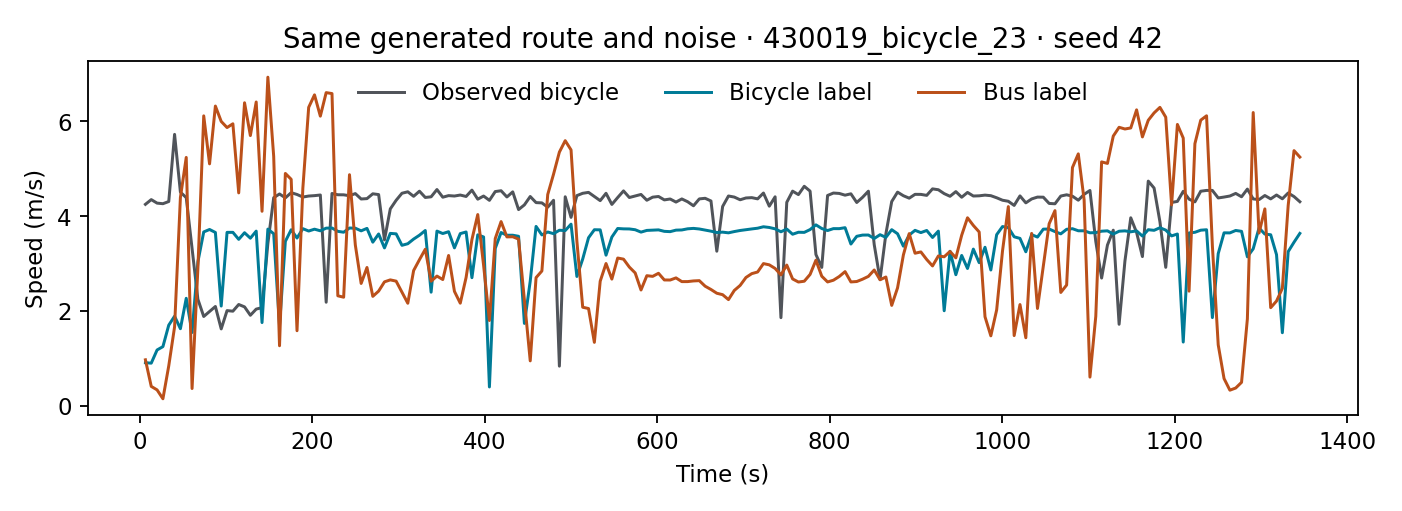 Same generated route and noise · 430019_bicycle_23 · seed 42
Observed bicycle Bicycle label Bus label
Speed (m/s)
6
4
2
0
0 200 400 600 800 1000 1200 1400
Time (s)